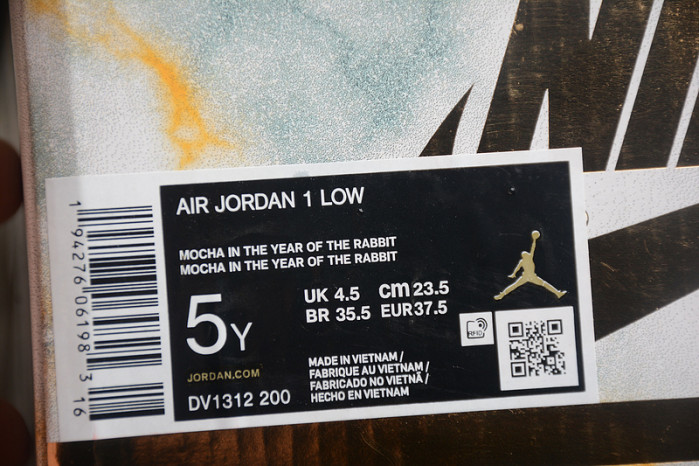 AIR JORDAN 1 LOW
MOCHA IN THE YEAR OF THE RABBIT
MOCHA IN THE YEAR OF THE RABBIT
5Y
UK 4.5 cm 23.5
BR 35.5 EUR 37.5
RFID
JORDAN.COM
DV1312 200
MADE IN VIETNAM /
FABRIQUE AU VIETNAM /
FABRICADO NO VIETNÃ /
HECHO EN VIETNAM
1 94276 06198 3 16